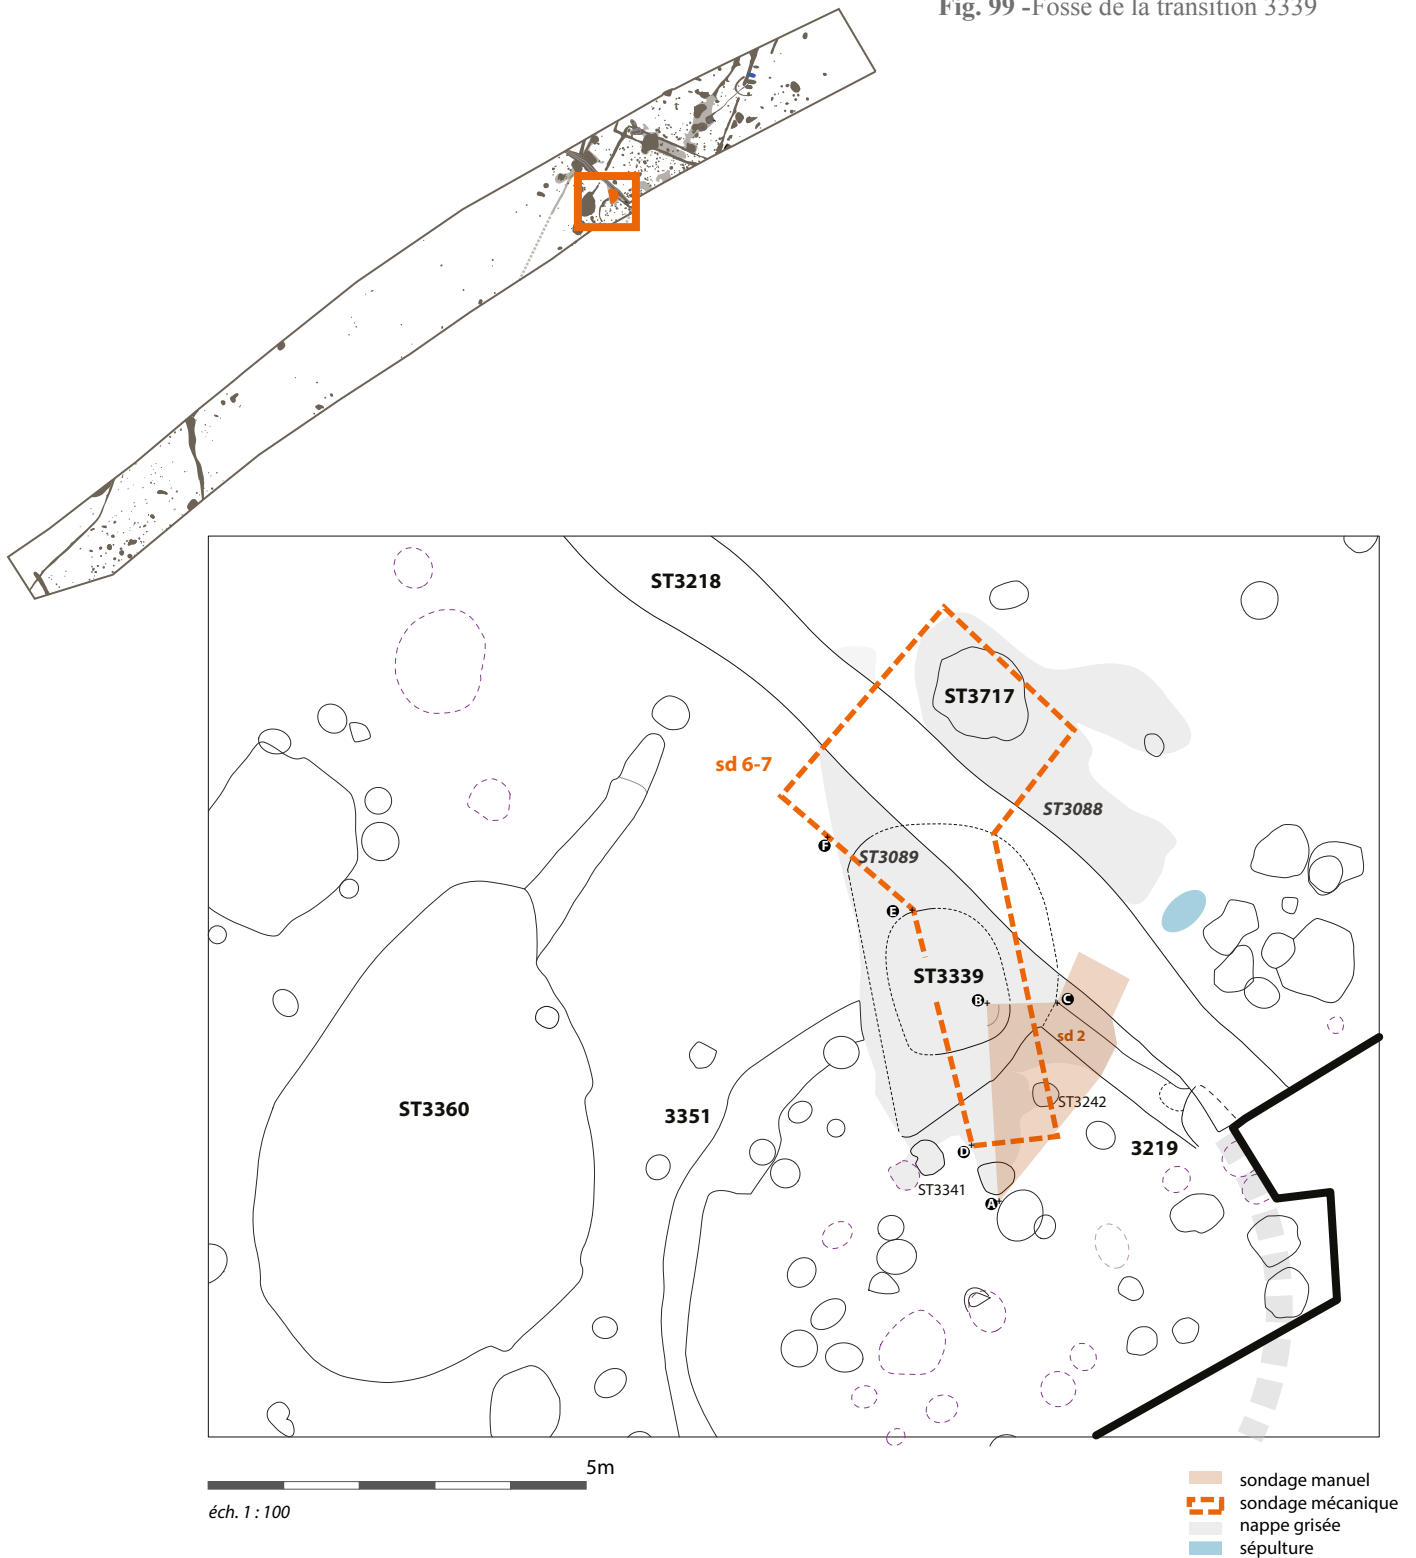 Fig. 99 -Fosse de la transition 3339
ST3218
ST3717
sd 6-7
ST3088
F
ST3089
E
ST3339
B
C
sd 2
ST3360
3351
ST3242
3219
D
ST3341
A
5m
éch. 1 : 100
sondage manuel
sondage mécanique
nappe grisée
sépulture